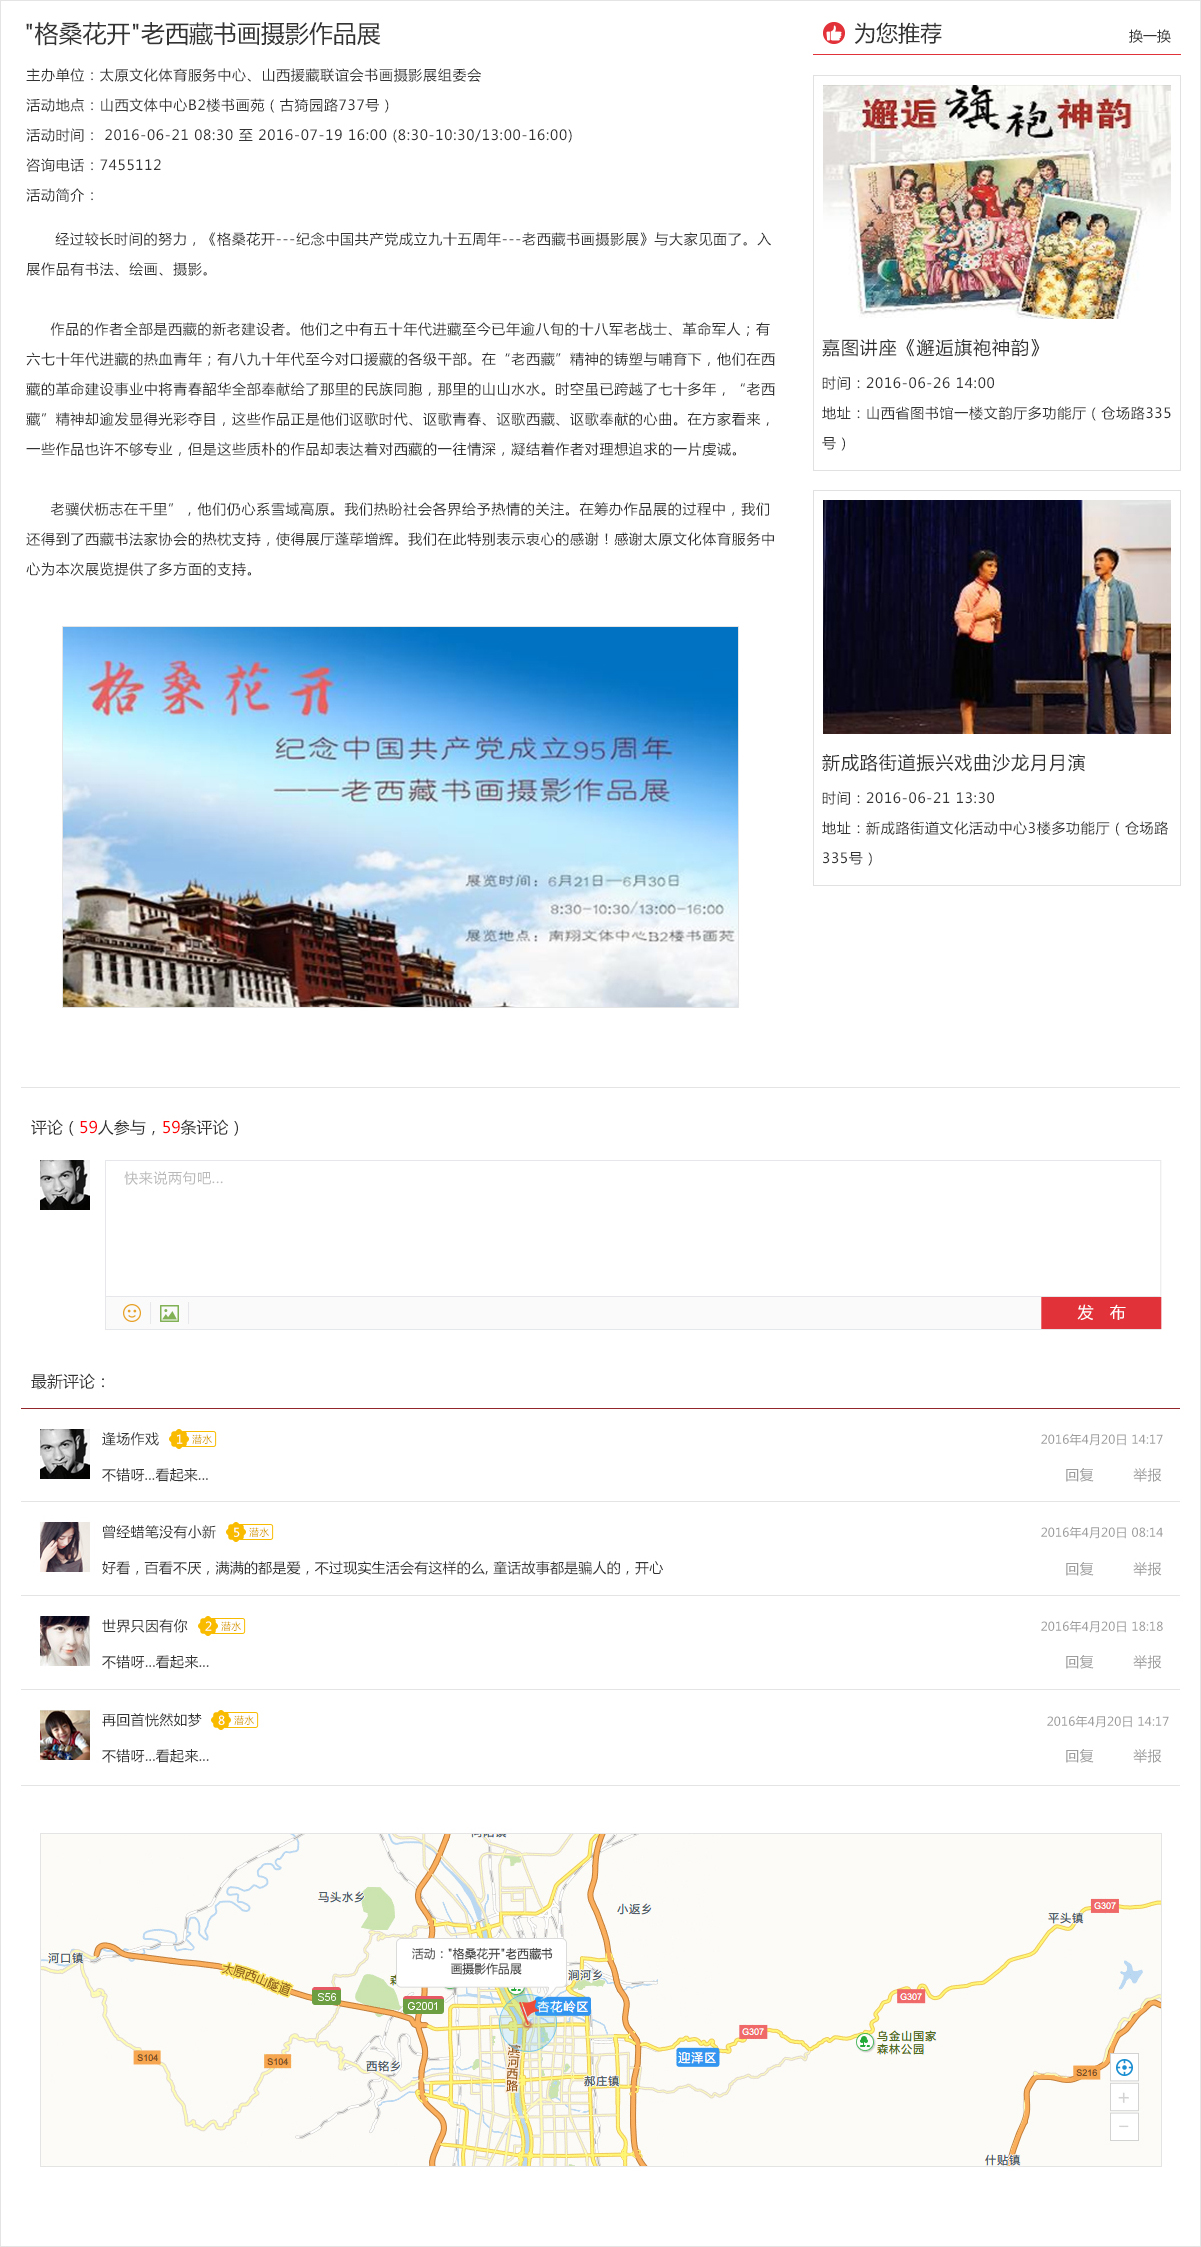 "格桑花开"老西藏书画摄影作品展
主办单位：太原文化体育服务中心、山西援藏联谊会书画摄影展组委会
活动地点：山西文体中心B2楼书画苑（古猗园路737号）
活动时间： 2016-06-21 08:30 至 2016-07-19 16:00 (8:30-10:30/13:00-16:00)
咨询电话：7455112
活动简介：
经过较长时间的努力，《格桑花开---纪念中国共产党成立九十五周年---老西藏书画摄影展》与大家见面了。入
展作品有书法、绘画、摄影。
作品的作者全部是西藏的新老建设者。他们之中有五十年代进藏至今已年逾八旬的十八军老战士、革命军人；有
六七十年代进藏的热血青年；有八九十年代至今对口援藏的各级干部。在“老西藏”精神的铸塑与哺育下，他们在西
藏的革命建设事业中将青春韶华全部奉献给了那里的民族同胞，那里的山山水水。时空虽已跨越了七十多年，“老西
藏”精神却逾发显得光彩夺目，这些作品正是他们讴歌时代、讴歌青春、讴歌西藏、讴歌奉献的心曲。在方家看来，
一些作品也许不够专业，但是这些质朴的作品却表达着对西藏的一往情深，凝结着作者对理想追求的一片虔诚。
老骥伏枥志在千里”，他们仍心系雪域高原。我们热盼社会各界给予热情的关注。在筹办作品展的过程中，我们
还得到了西藏书法家协会的热枕支持，使得展厅蓬荜增辉。我们在此特别表示衷心的感谢！感谢太原文化体育服务中
心为本次展览提供了多方面的支持。
格桑花开
纪念中国共产党成立95周年
——老西藏书画摄影作品展
展览时间：6月21日—6月30日
8:30-10:30/13:00-16:00
展览地点：南翔文体中心B2楼书画苑
为您推荐
换一换
邂逅旗袍神韵
嘉图讲座《邂逅旗袍神韵》
时间：2016-06-26 14:00
地址：山西省图书馆一楼文韵厅多功能厅（仓场路335
号）
新成路街道振兴戏曲沙龙月月演
时间：2016-06-21 13:30
地址：新成路街道文化活动中心3楼多功能厅（仓场路
335号）
评论（59人参与，59条评论）
快来说两句吧...
发 布
最新评论：
逢场作戏 1 潜水
2016年4月20日 14:17
不错呀...看起来...
回复 举报
曾经蜡笔没有小新 5 潜水
2016年4月20日 08:14
好看，百看不厌，满满的都是爱，不过现实生活会有这样的么, 童话故事都是骗人的，开心
回复 举报
世界只因有你 2 潜水
2016年4月20日 18:18
不错呀...看起来...
回复 举报
再回首恍然如梦 8 潜水
2016年4月20日 14:17
不错呀...看起来...
回复 举报
马头水乡
小返乡
G307
平头镇
河口镇
活动："格桑花开"老西藏书
画摄影作品展
涧河乡
太原西山隧道
S56
G2001
杏花岭区
G307
G307
乌金山国家
森林公园
迎泽区
S104
S104
西铭乡
滨河西路
郝庄镇
S216
+
−
什贴镇